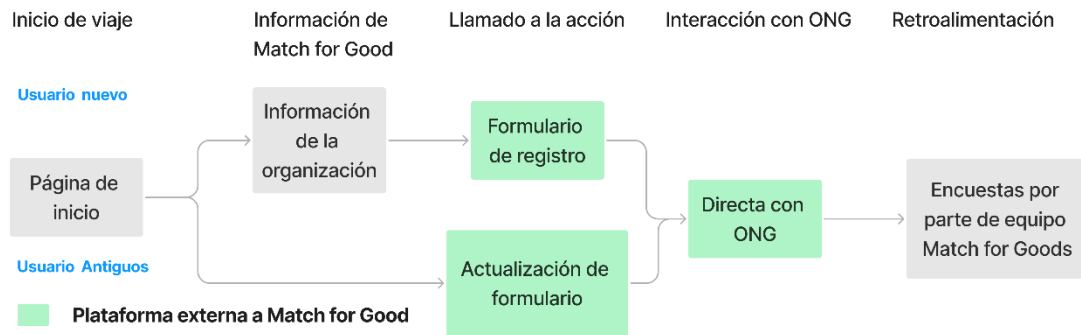 Inicio de viaje
Información de
Match for Good
Llamado a la acción
Interacción con ONG
Retroalimentación
Usuario nuevo
Información
de la
organización
Formulario
de registro
Página de
inicio
Directa con
ONG
Encuestas por
parte de equipo
Match for Goods
Usuario Antiguos
Actualización de
formulario
Plataforma externa a Match for Good